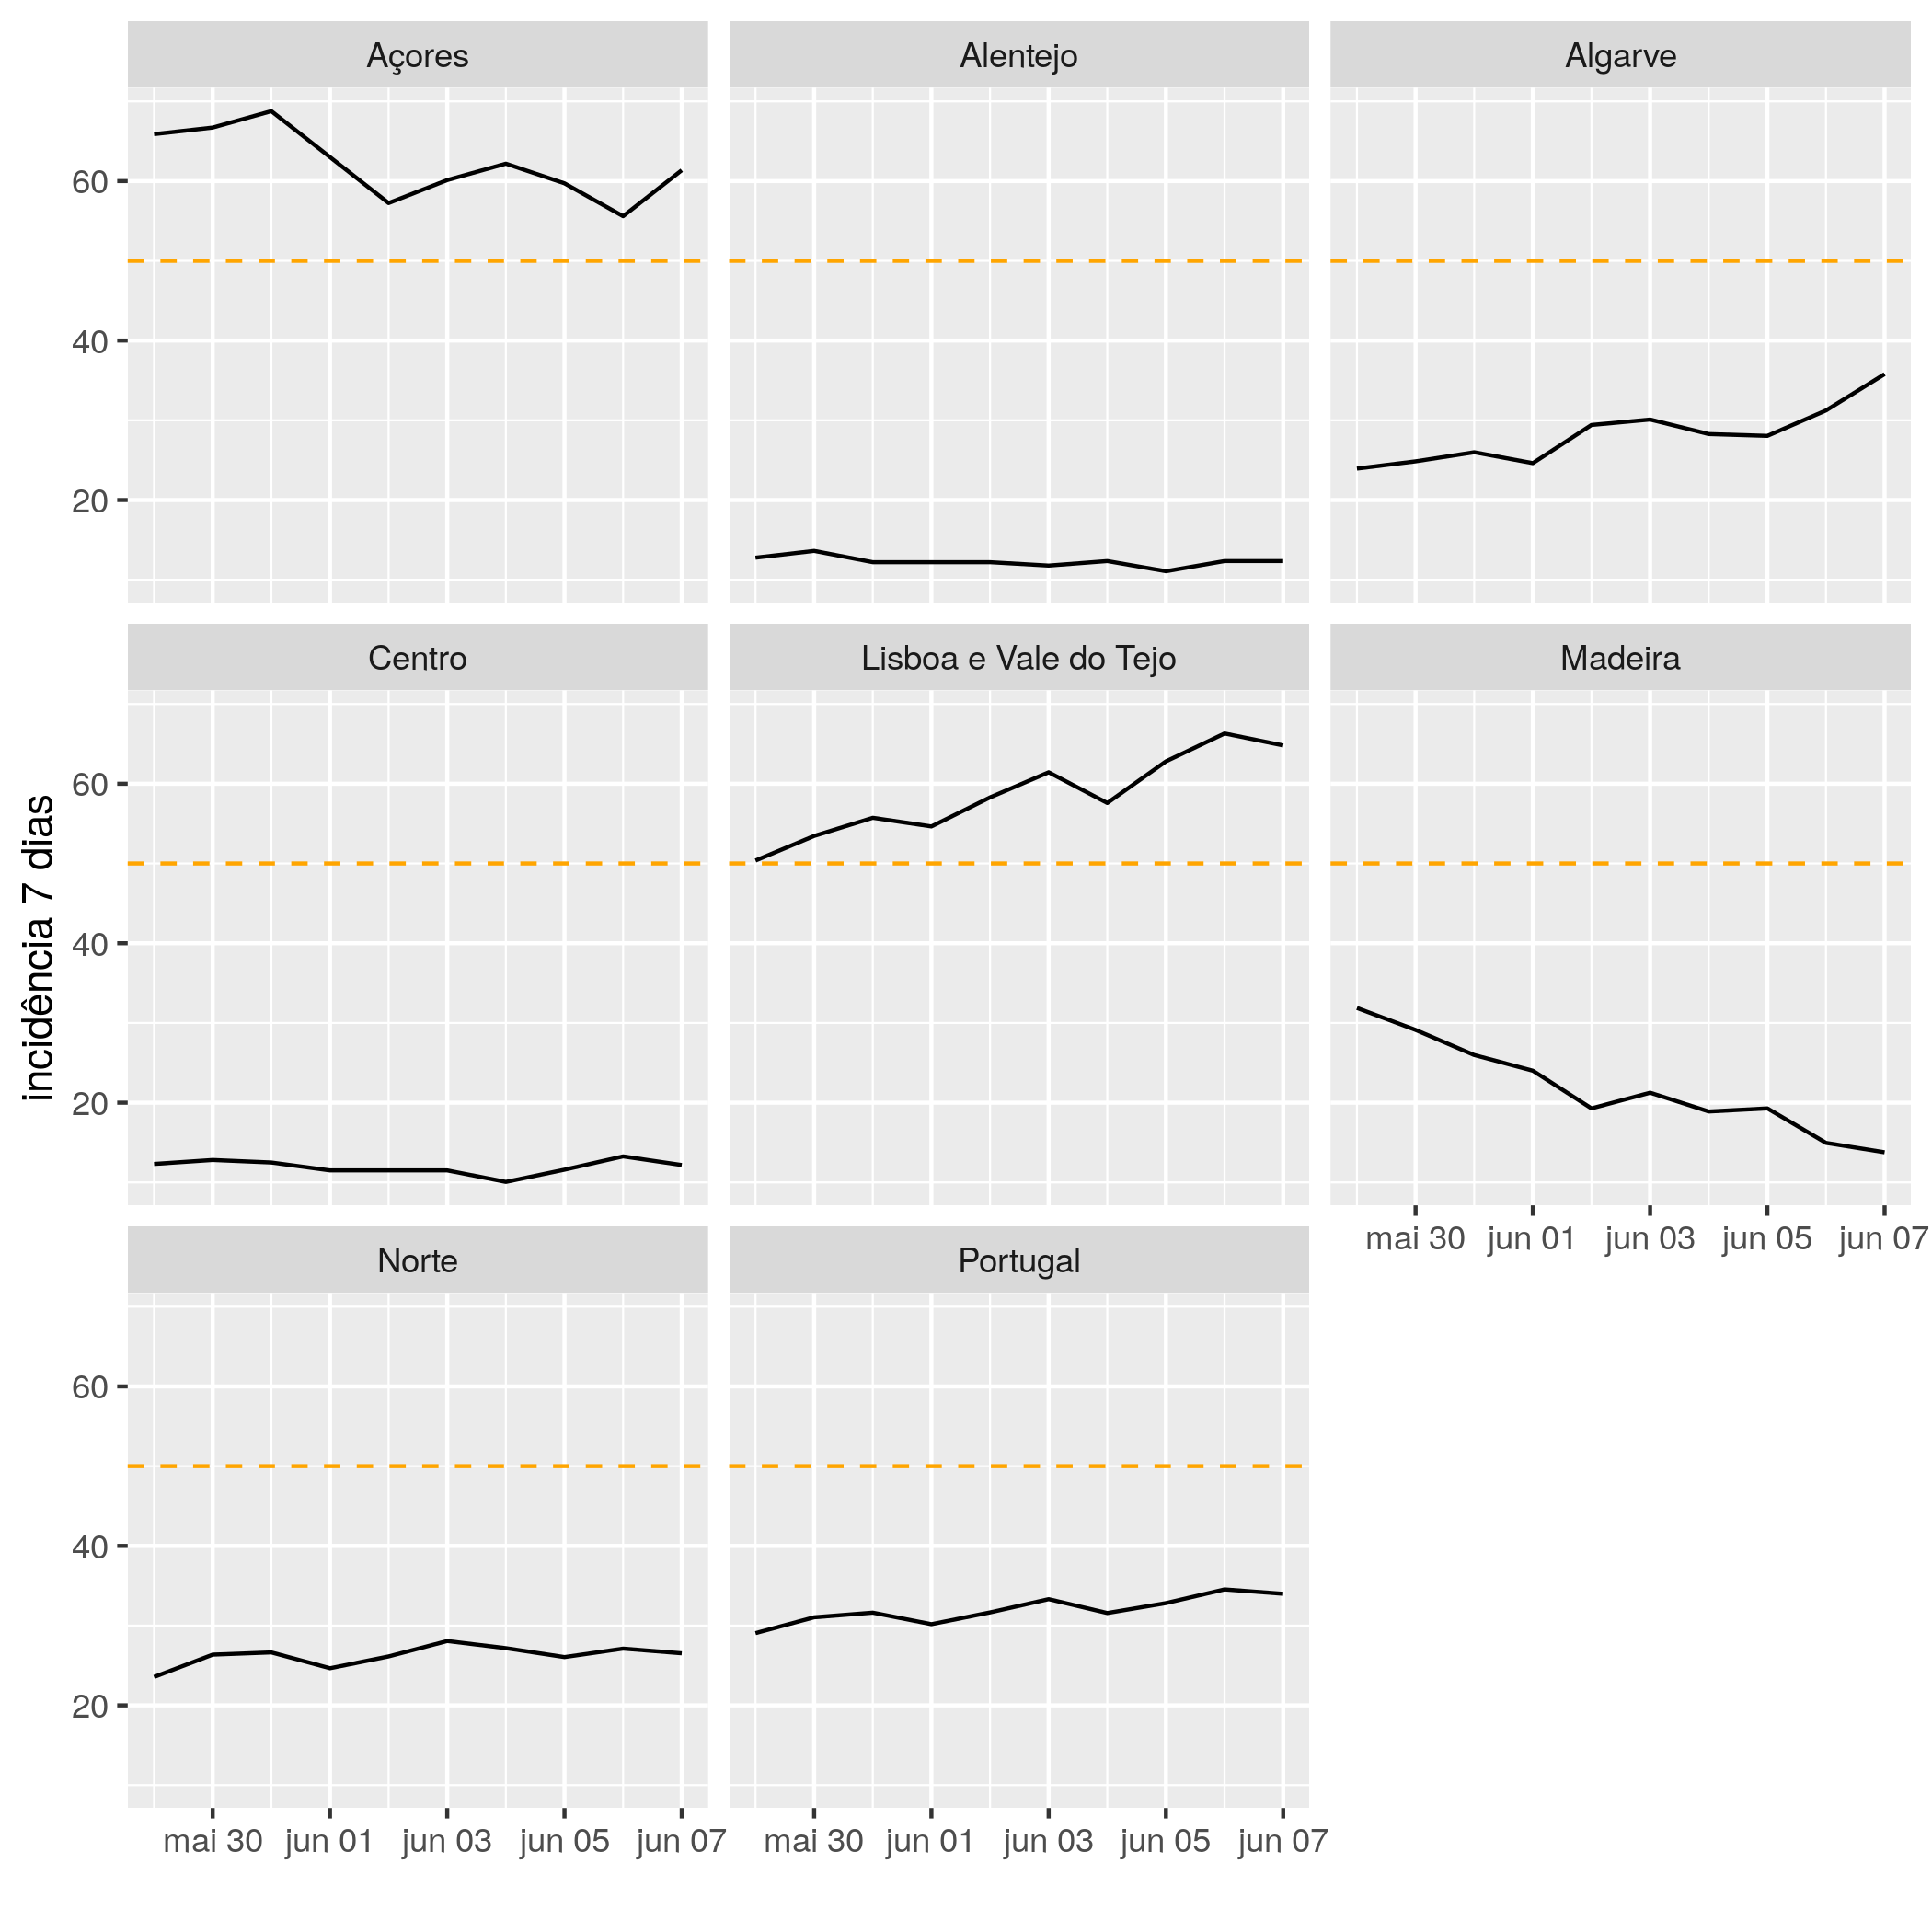 Açores
Alentejo
Algarve
60
40
20
Centro
Lisboa e Vale do Tejo
Madeira
60
40
20
incidência 7 dias
mai 30 jun 01 jun 03 jun 05 jun 07
Norte
Portugal
60
40
20
mai 30 jun 01 jun 03 jun 05 jun 07
mai 30 jun 01 jun 03 jun 05 jun 07